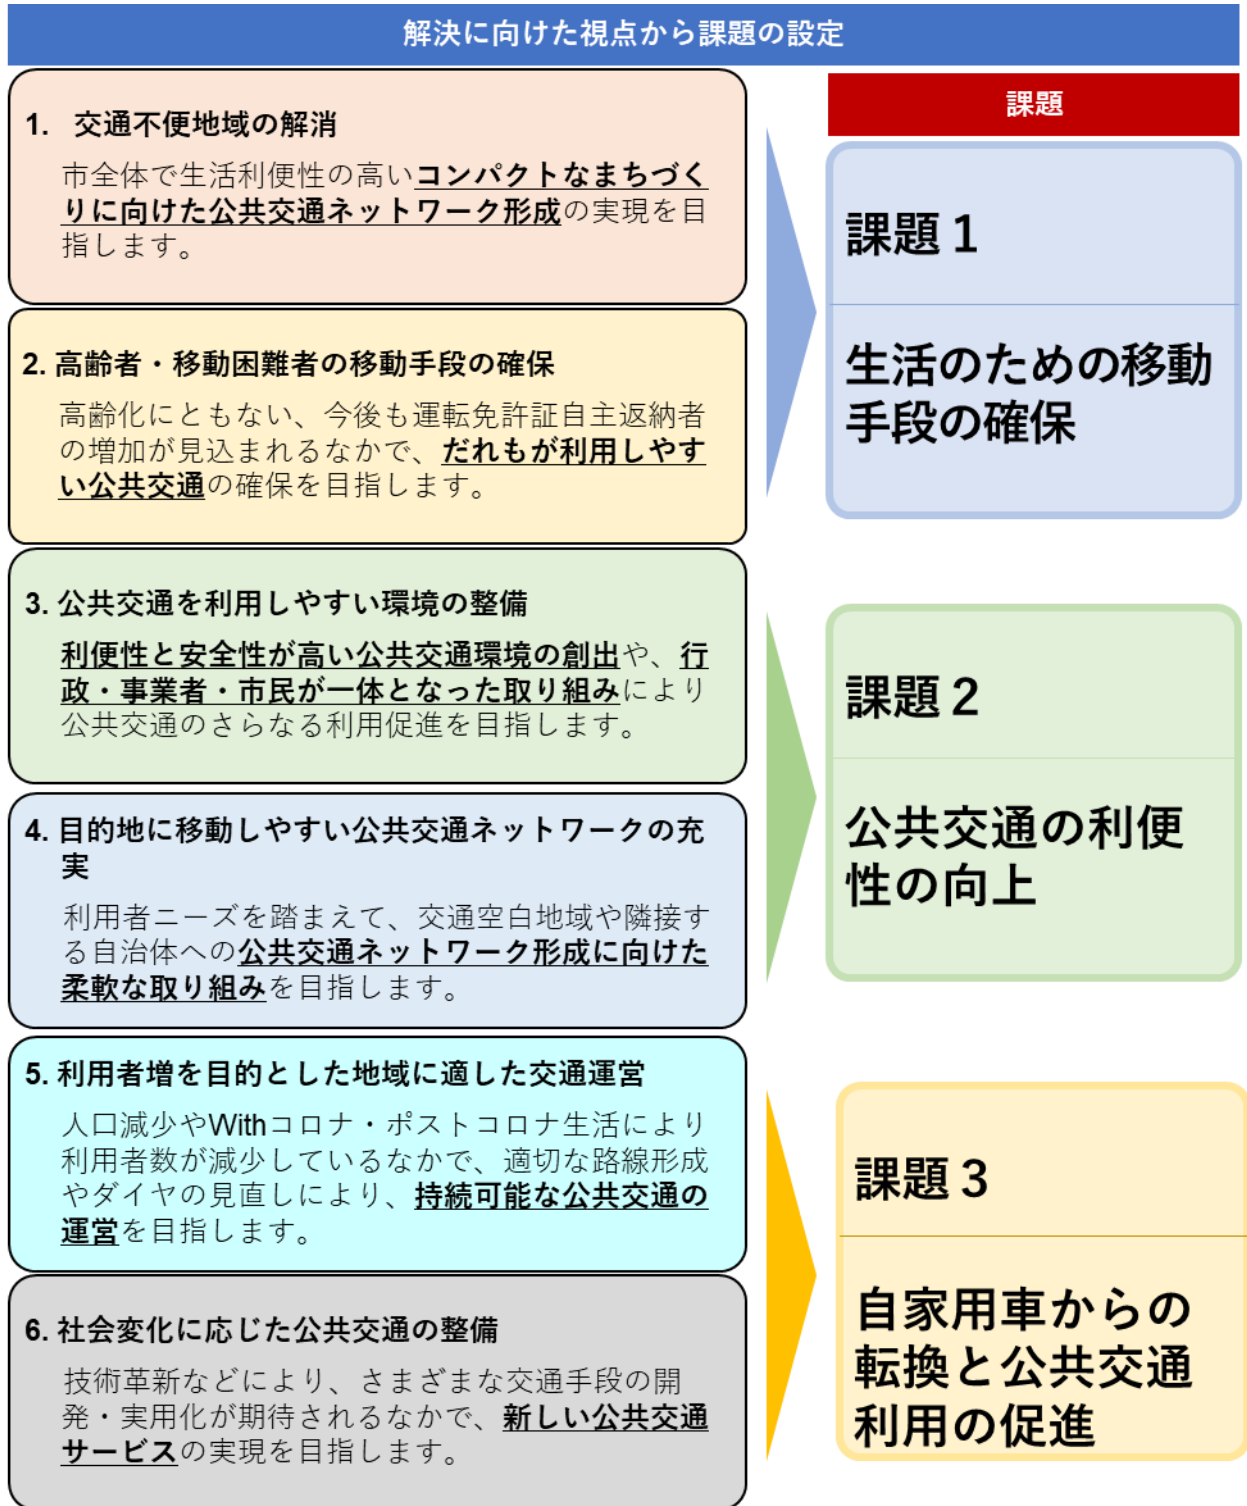 解決に向けた視点から課題の設定
1. 交通不便地域の解消
市全体で生活利便性の高いコンパクトなまちづく
りに向けた公共交通ネットワーク形成の実現を目
指します。
2. 高齢者・移動困難者の移動手段の確保
高齢化にともない、今後も運転免許証自主返納者
の増加が見込まれるなかで、だれもが利用しやす
い公共交通の確保を目指します。
3. 公共交通を利用しやすい環境の整備
利便性と安全性が高い公共交通環境の創出や、行
政・事業者・市民が一体となった取り組みにより
公共交通のさらなる利用促進を目指します。
4. 目的地に移動しやすい公共交通ネットワークの充
実
利用者ニーズを踏まえて、交通空白地域や隣接す
る自治体への公共交通ネットワーク形成に向けた
柔軟な取り組みを目指します。
5. 利用者増を目的とした地域に適した交通運営
人口減少やWithコロナ・ポストコロナ生活により
利用者数が減少しているなかで、適切な路線形成
やダイヤの見直しにより、持続可能な公共交通の
運営を目指します。
6. 社会変化に応じた公共交通の整備
技術革新などにより、さまざまな交通手段の開
発・実用化が期待されるなかで、新しい公共交通
サービスの実現を目指します。
課題
課題1
生活のための移動
手段の確保
課題2
公共交通の利便
性の向上
課題3
自家用車からの
転換と公共交通
利用の促進